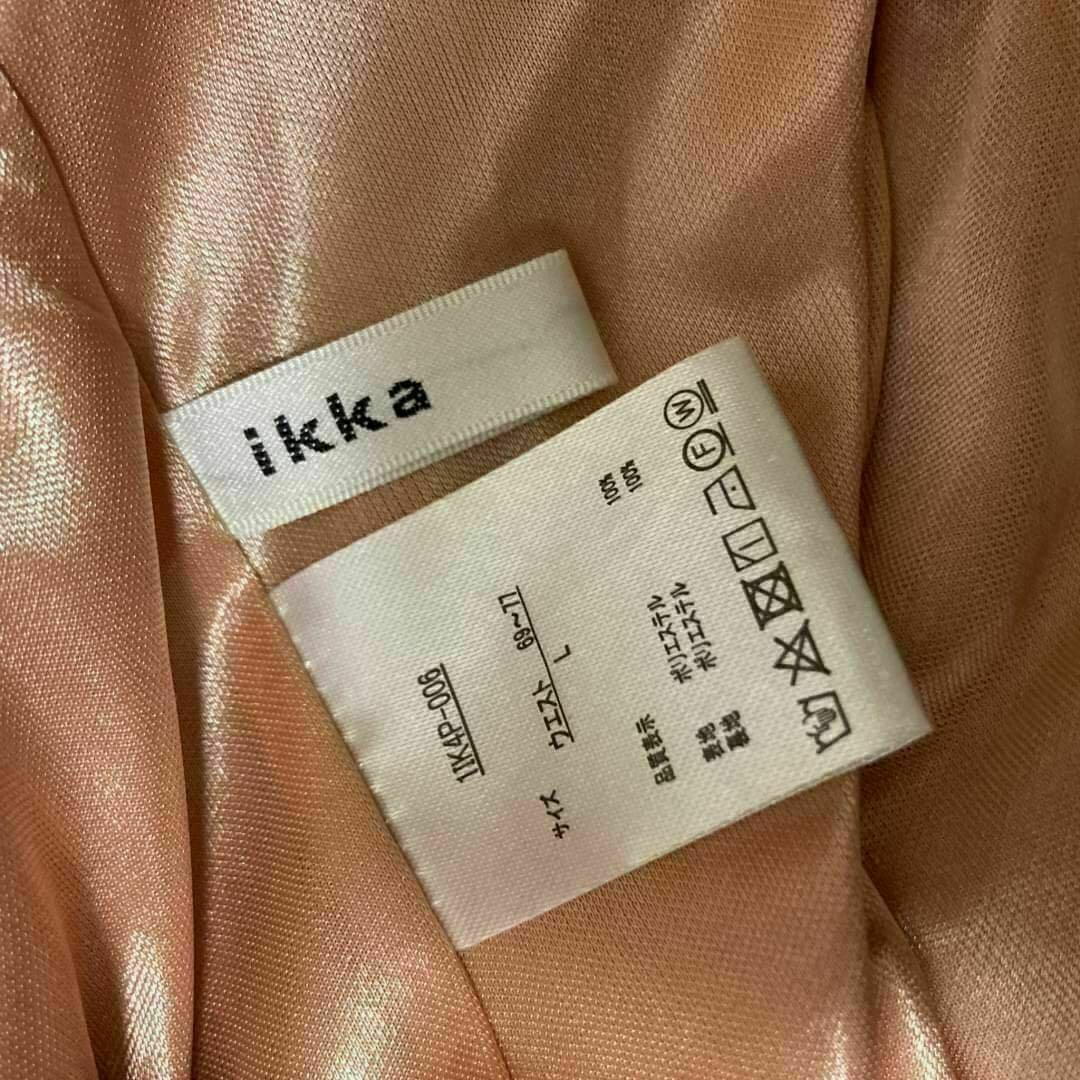 ikka
11K4P-006
サイズ
ウエスト 69~77
L
品質表示
表地 ポリエステル 100%
裏地 ポリエステル 100%
F
W